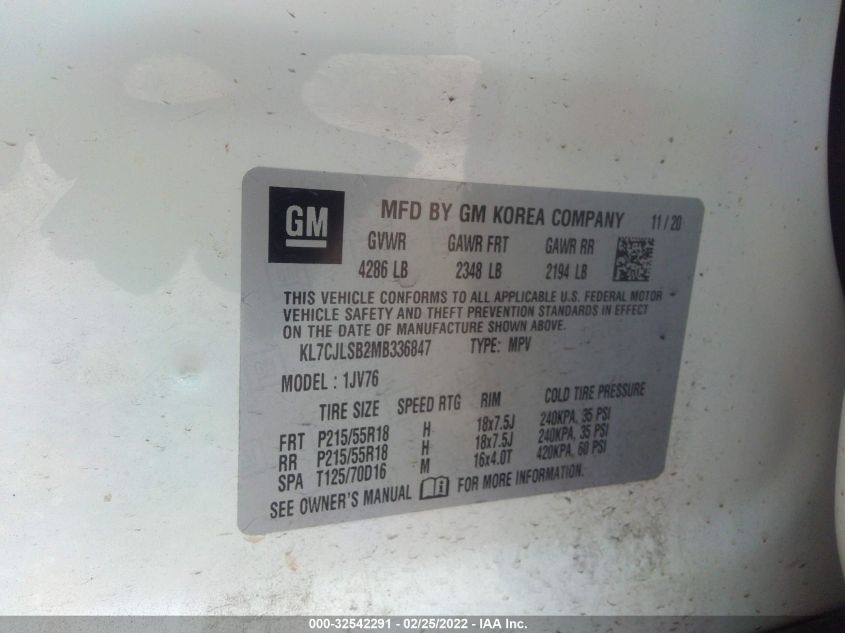 GM
MFD BY GM KOREA COMPANY 11/20
GVWR GAWR FRT GAWR RR
4286 LB 2348 LB 2194 LB
THIS VEHICLE CONFORMS TO ALL APPLICABLE U.S. FEDERAL MOTOR
VEHICLE SAFETY AND THEFT PREVENTION STANDARDS IN EFFECT
ON THE DATE OF MANUFACTURE SHOWN ABOVE.
KL7CJLSB2MB336847 TYPE: MPV
MODEL : 1JV76
TIRE SIZE SPEED RTG RIM COLD TIRE PRESSURE
FRT P215/55R18 H 18x7.5J 240KPA, 35 PSI
RR P215/55R18 H 18x7.5J 240KPA, 35 PSI
SPA T125/70D16 M 16x4.0T 420KPA, 60 PSI
SEE OWNER'S MANUAL FOR MORE INFORMATION.
000-32542291 - 02/25/2022 - IAA Inc.